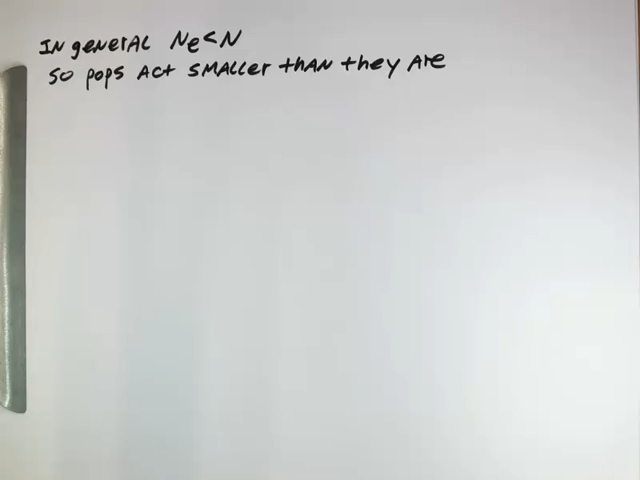 IN general Ne<N
so pops Act smaller than they Are